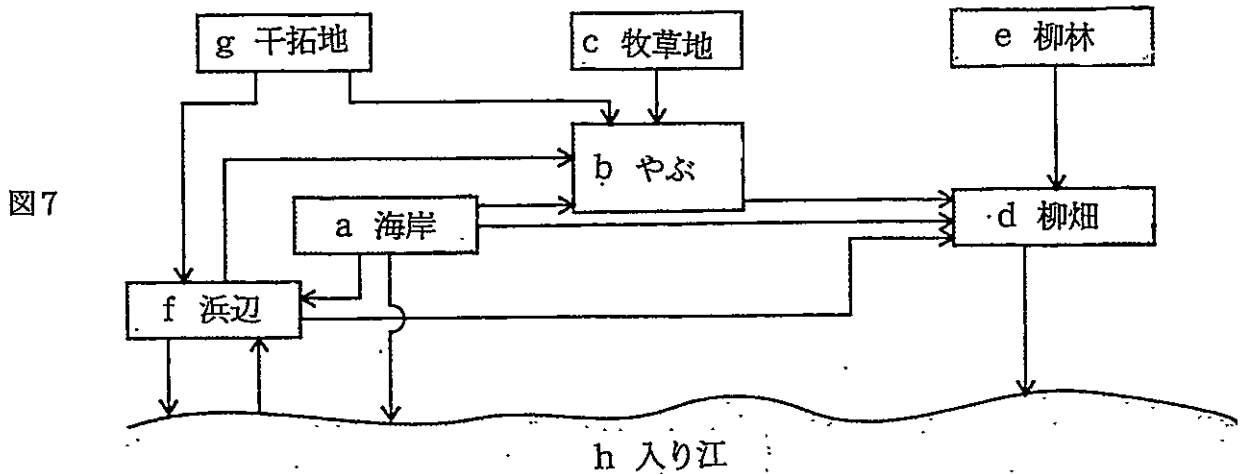 g 干拓地
c 牧草地
e 柳林
b やぶ
図7
a 海岸
d 柳畑
f 浜辺
h 入り江